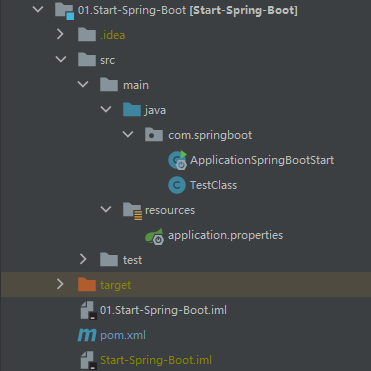 01.Start-Spring-Boot [Start-Spring-Boot]
.idea
src
main
java
com.springboot
ApplicationSpringBootStart
TestClass
resources
application.properties
test
target
01.Start-Spring-Boot.iml
pom.xml
Start-Spring-Boot.iml